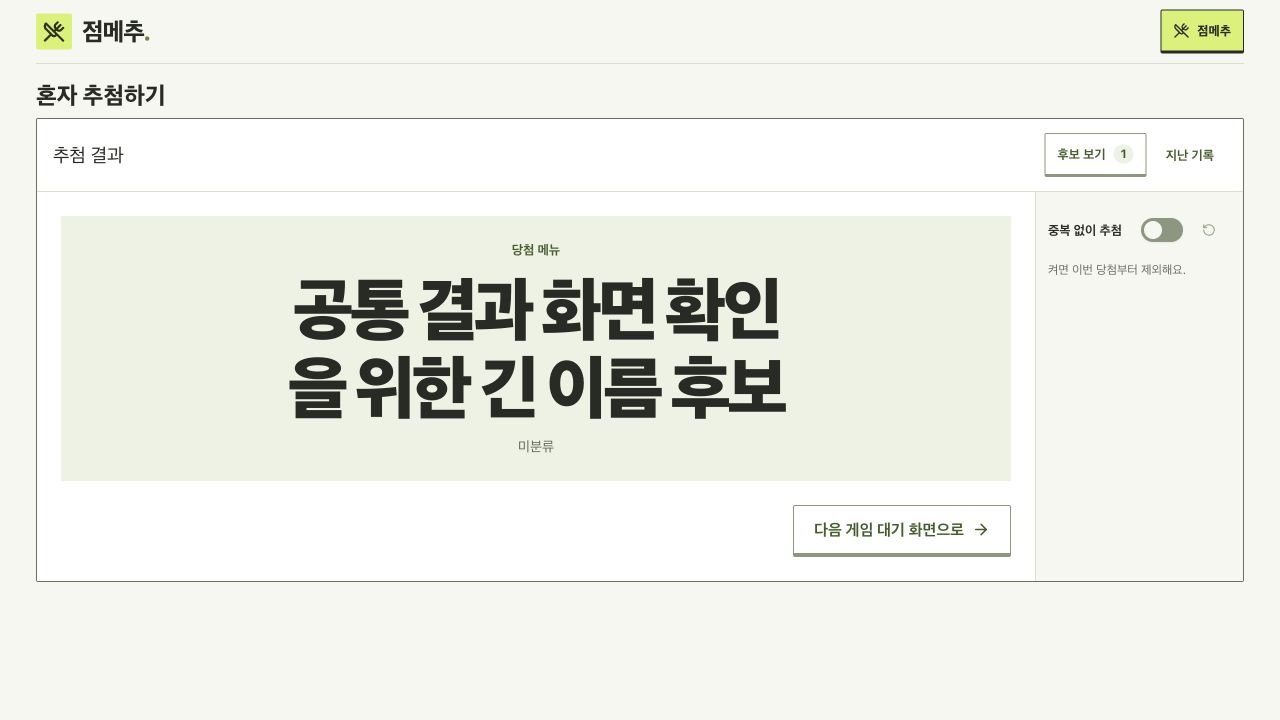 점메추.
점메추
혼자 추첨하기
추첨 결과
후보 보기 1
지난 기록
당첨 메뉴
공통 결과 화면 확인
을 위한 긴 이름 후보
미분류
중복 없이 추첨
켜면 이번 당첨부터 제외해요.
다음 게임 대기 화면으로 →